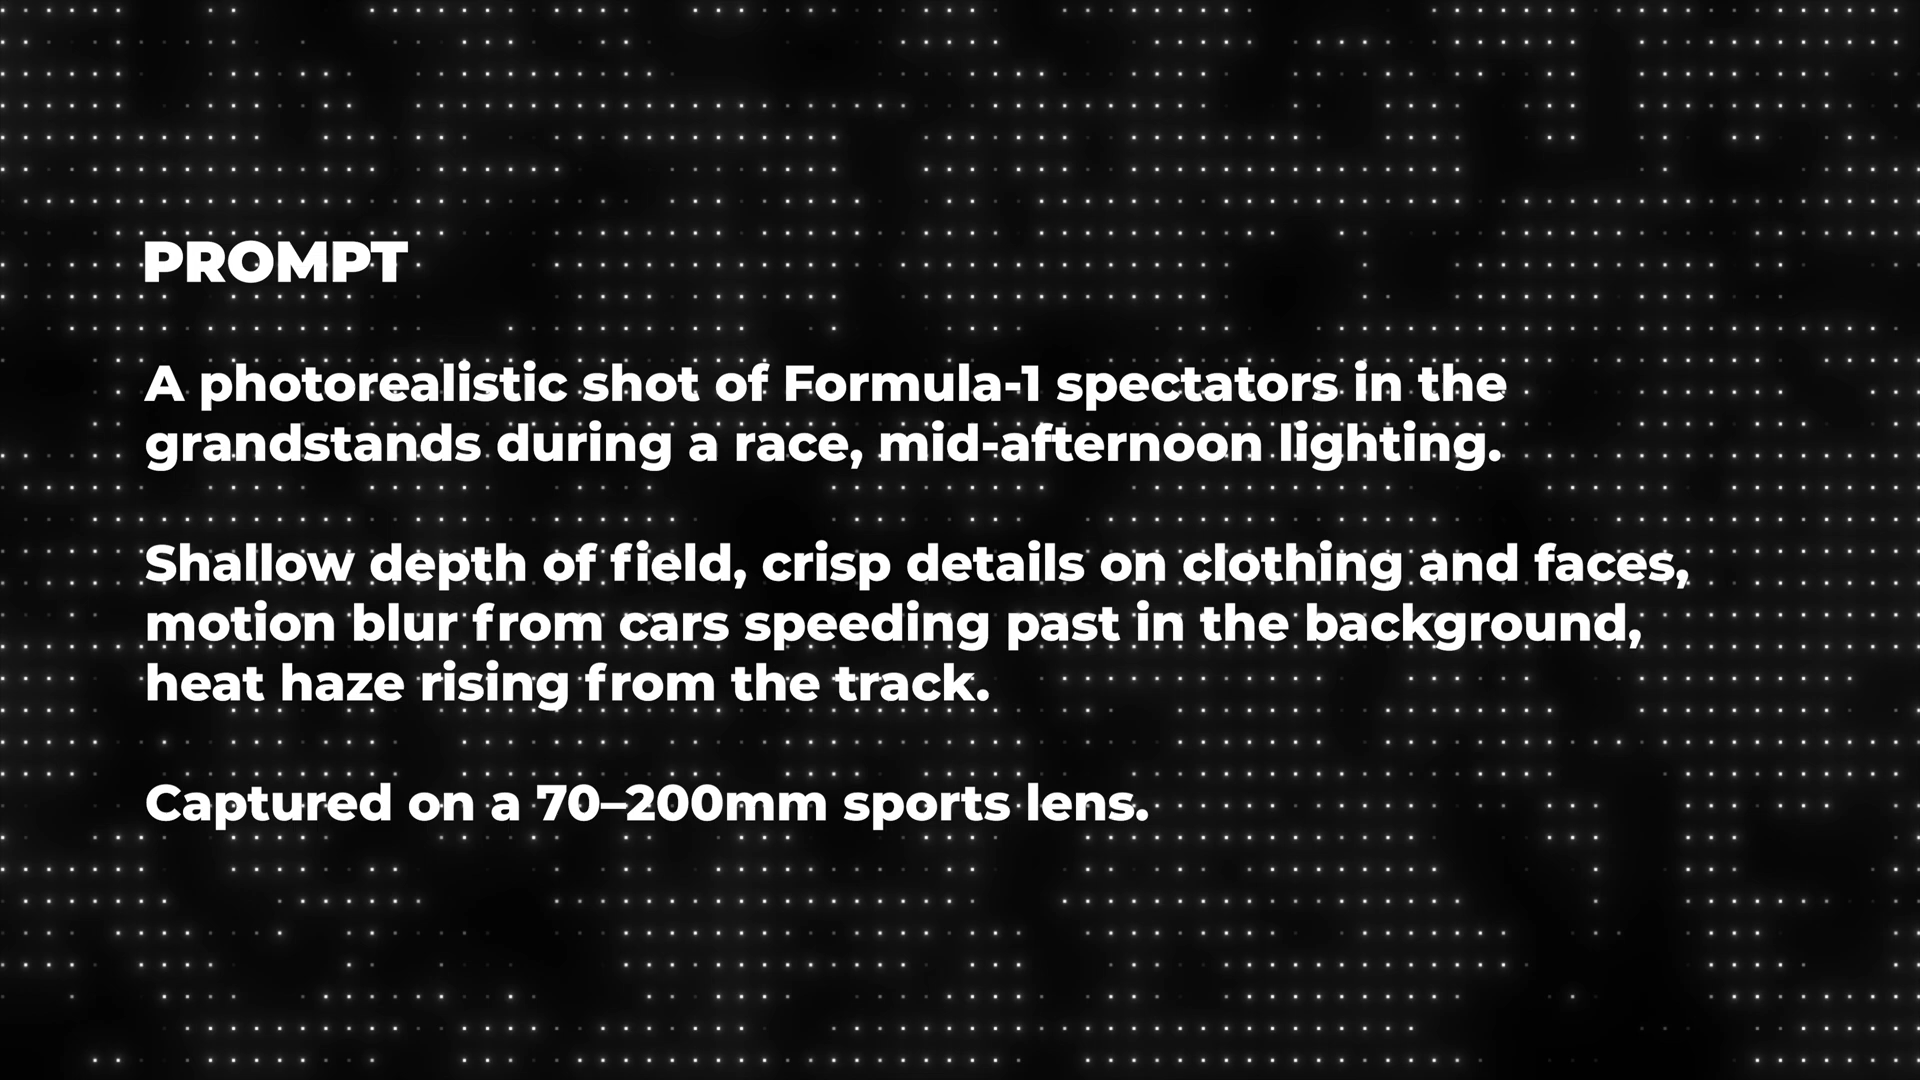 PROMPT
A photorealistic shot of Formula-1 spectators in the
grandstands during a race, mid-afternoon lighting.
Shallow depth of field, crisp details on clothing and faces,
motion blur from cars speeding past in the background,
heat haze rising from the track.
Captured on a 70–200mm sports lens.